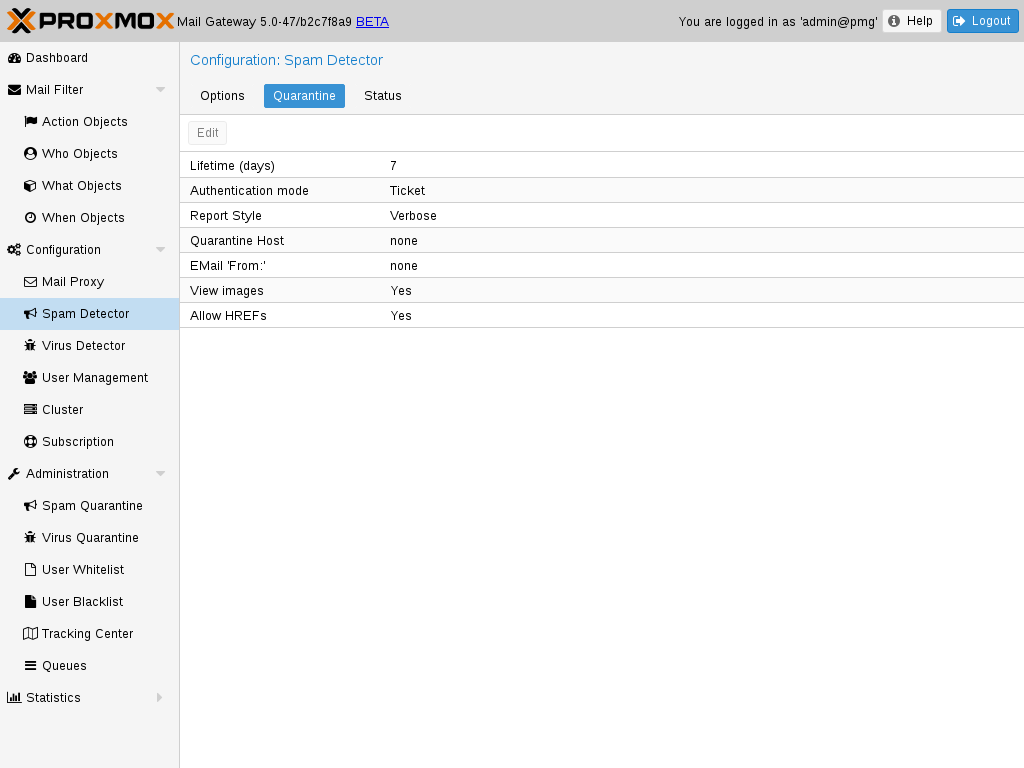 PROXMOX Mail Gateway 5.0-47/b2c7f8a9 BETA You are logged in as 'admin@pmg' Help Logout
Dashboard
Mail Filter
Action Objects
Who Objects
What Objects
When Objects
Configuration
Mail Proxy
Spam Detector
Virus Detector
User Management
Cluster
Subscription
Administration
Spam Quarantine
Virus Quarantine
User Whitelist
User Blacklist
Tracking Center
Queues
Statistics
Configuration: Spam Detector
Options Quarantine Status
Edit
Lifetime (days) 7
Authentication mode Ticket
Report Style Verbose
Quarantine Host none
EMail 'From:' none
View images Yes
Allow HREFs Yes